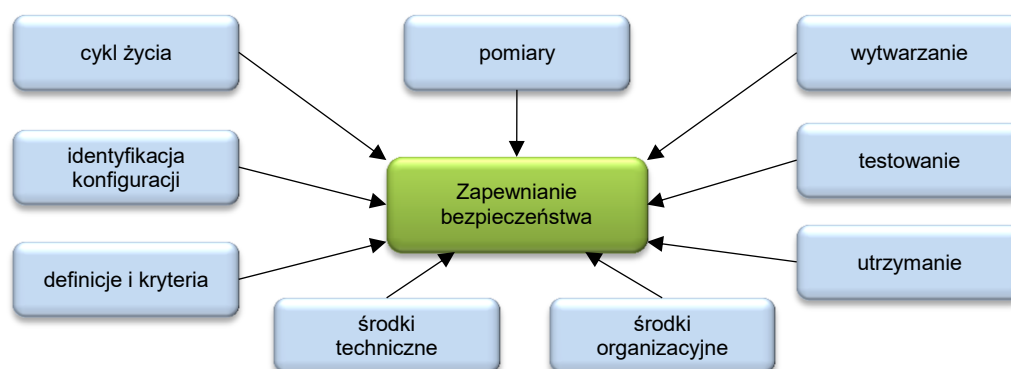 cykl życia
pomiary
wytwarzanie
identyfikacja
konfiguracji
testowanie
Zapewnianie
bezpieczeństwa
definicje i kryteria
utrzymanie
środki
techniczne
środki
organizacyjne